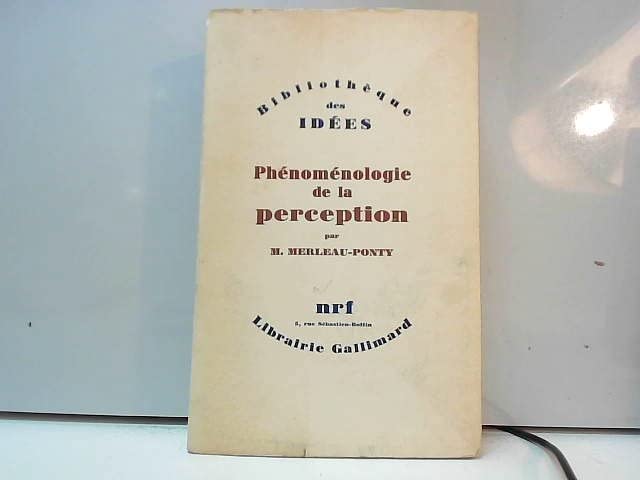 Bibliothèque
des
IDÉES
Phénoménologie
de la
perception
par
M. MERLEAU-PONTY
nrf
5, rue Sébastien-Bottin
Librairie Gallimard